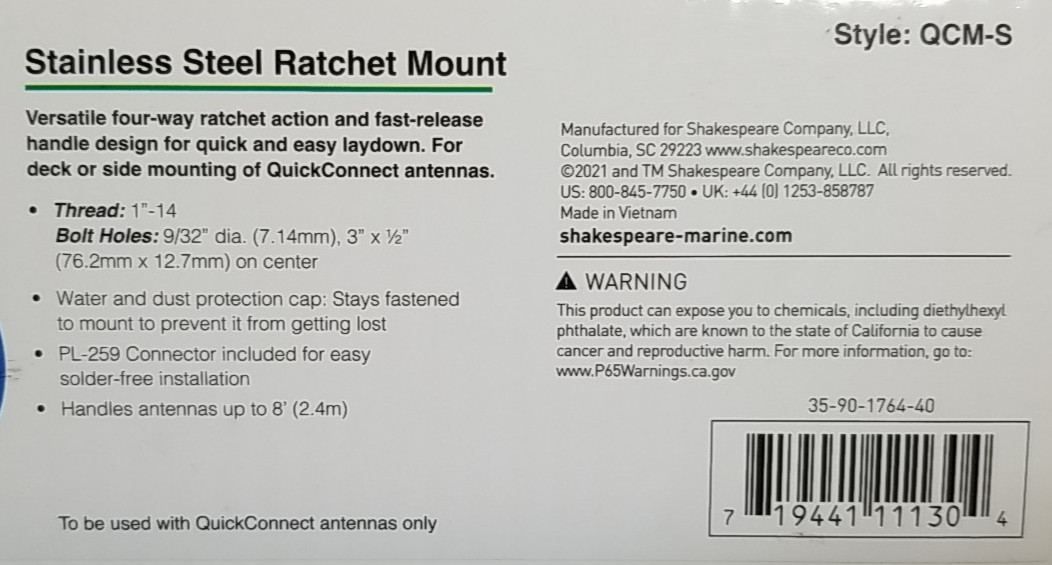 Style: QCM-S
Stainless Steel Ratchet Mount
Versatile four-way ratchet action and fast-release
handle design for quick and easy laydown. For
deck or side mounting of QuickConnect antennas.
• Thread: 1"-14
Bolt Holes: 9/32" dia. (7.14mm), 3" x ½"
(76.2mm x 12.7mm) on center
• Water and dust protection cap: Stays fastened
to mount to prevent it from getting lost
• PL-259 Connector included for easy
solder-free installation
• Handles antennas up to 8' (2.4m)
To be used with QuickConnect antennas only
Manufactured for Shakespeare Company, LLC,
Columbia, SC 29223 www.shakespeareco.com
©2021 and TM Shakespeare Company, LLC. All rights reserved.
US: 800-845-7750 • UK: +44 (0) 1253-858787
Made in Vietnam
shakespeare-marine.com
⚠ WARNING
This product can expose you to chemicals, including diethylhexyl
phthalate, which are known to the state of California to cause
cancer and reproductive harm. For more information, go to:
www.P65Warnings.ca.gov
35-90-1764-40
7 19441 11130 4